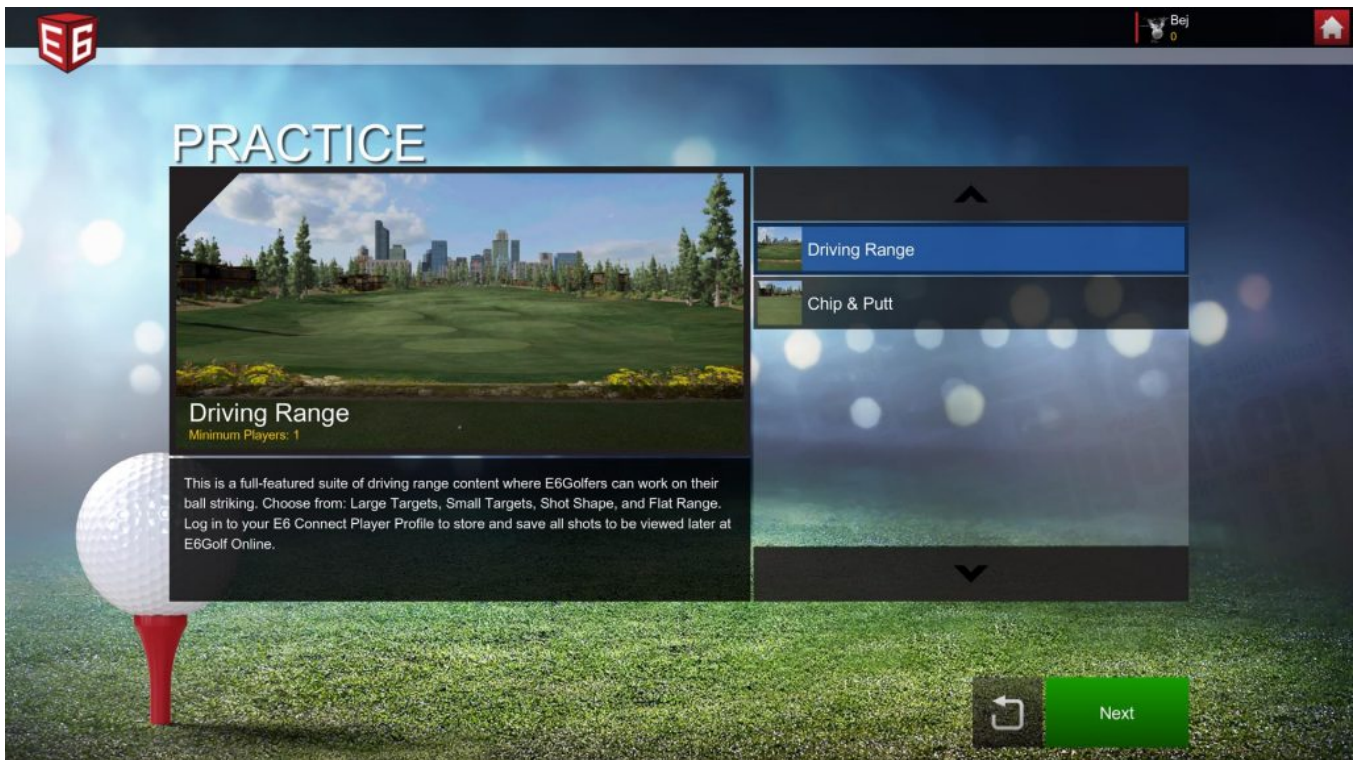 E6
Bej
0
PRACTICE
Driving Range
Chip & Putt
Driving Range
Minimum Players: 1
This is a full-featured suite of driving range content where E6Golfers can work on their
ball striking. Choose from: Large Targets, Small Targets, Shot Shape, and Flat Range.
Log in to your E6 Connect Player Profile to store and save all shots to be viewed later at
E6Golf Online.
Next